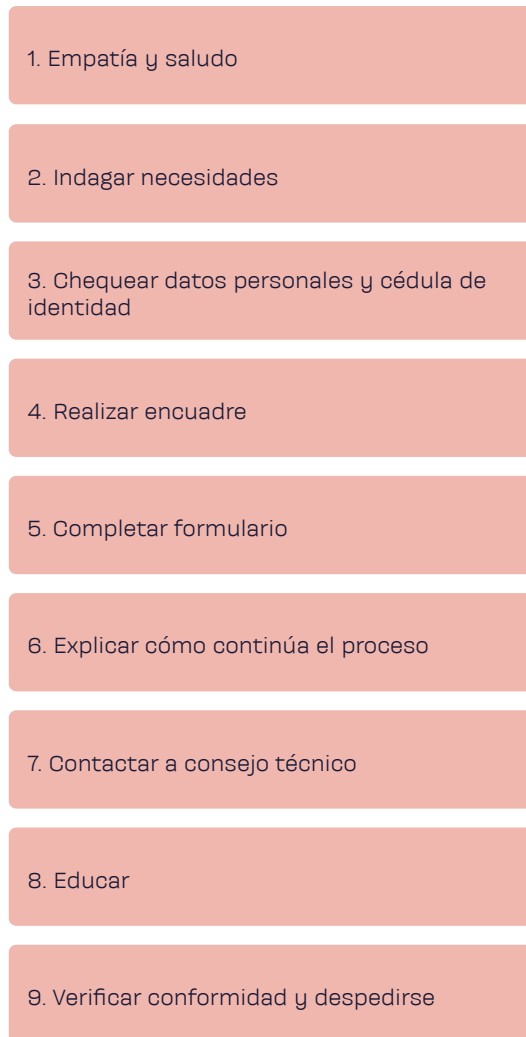 1. Empatía y saludo
2. Indagar necesidades
3. Chequear datos personales y cédula de
identidad
4. Realizar encuadre
5. Completar formulario
6. Explicar cómo continúa el proceso
7. Contactar a consejo técnico
8. Educar
9. Verificar conformidad y despedirse